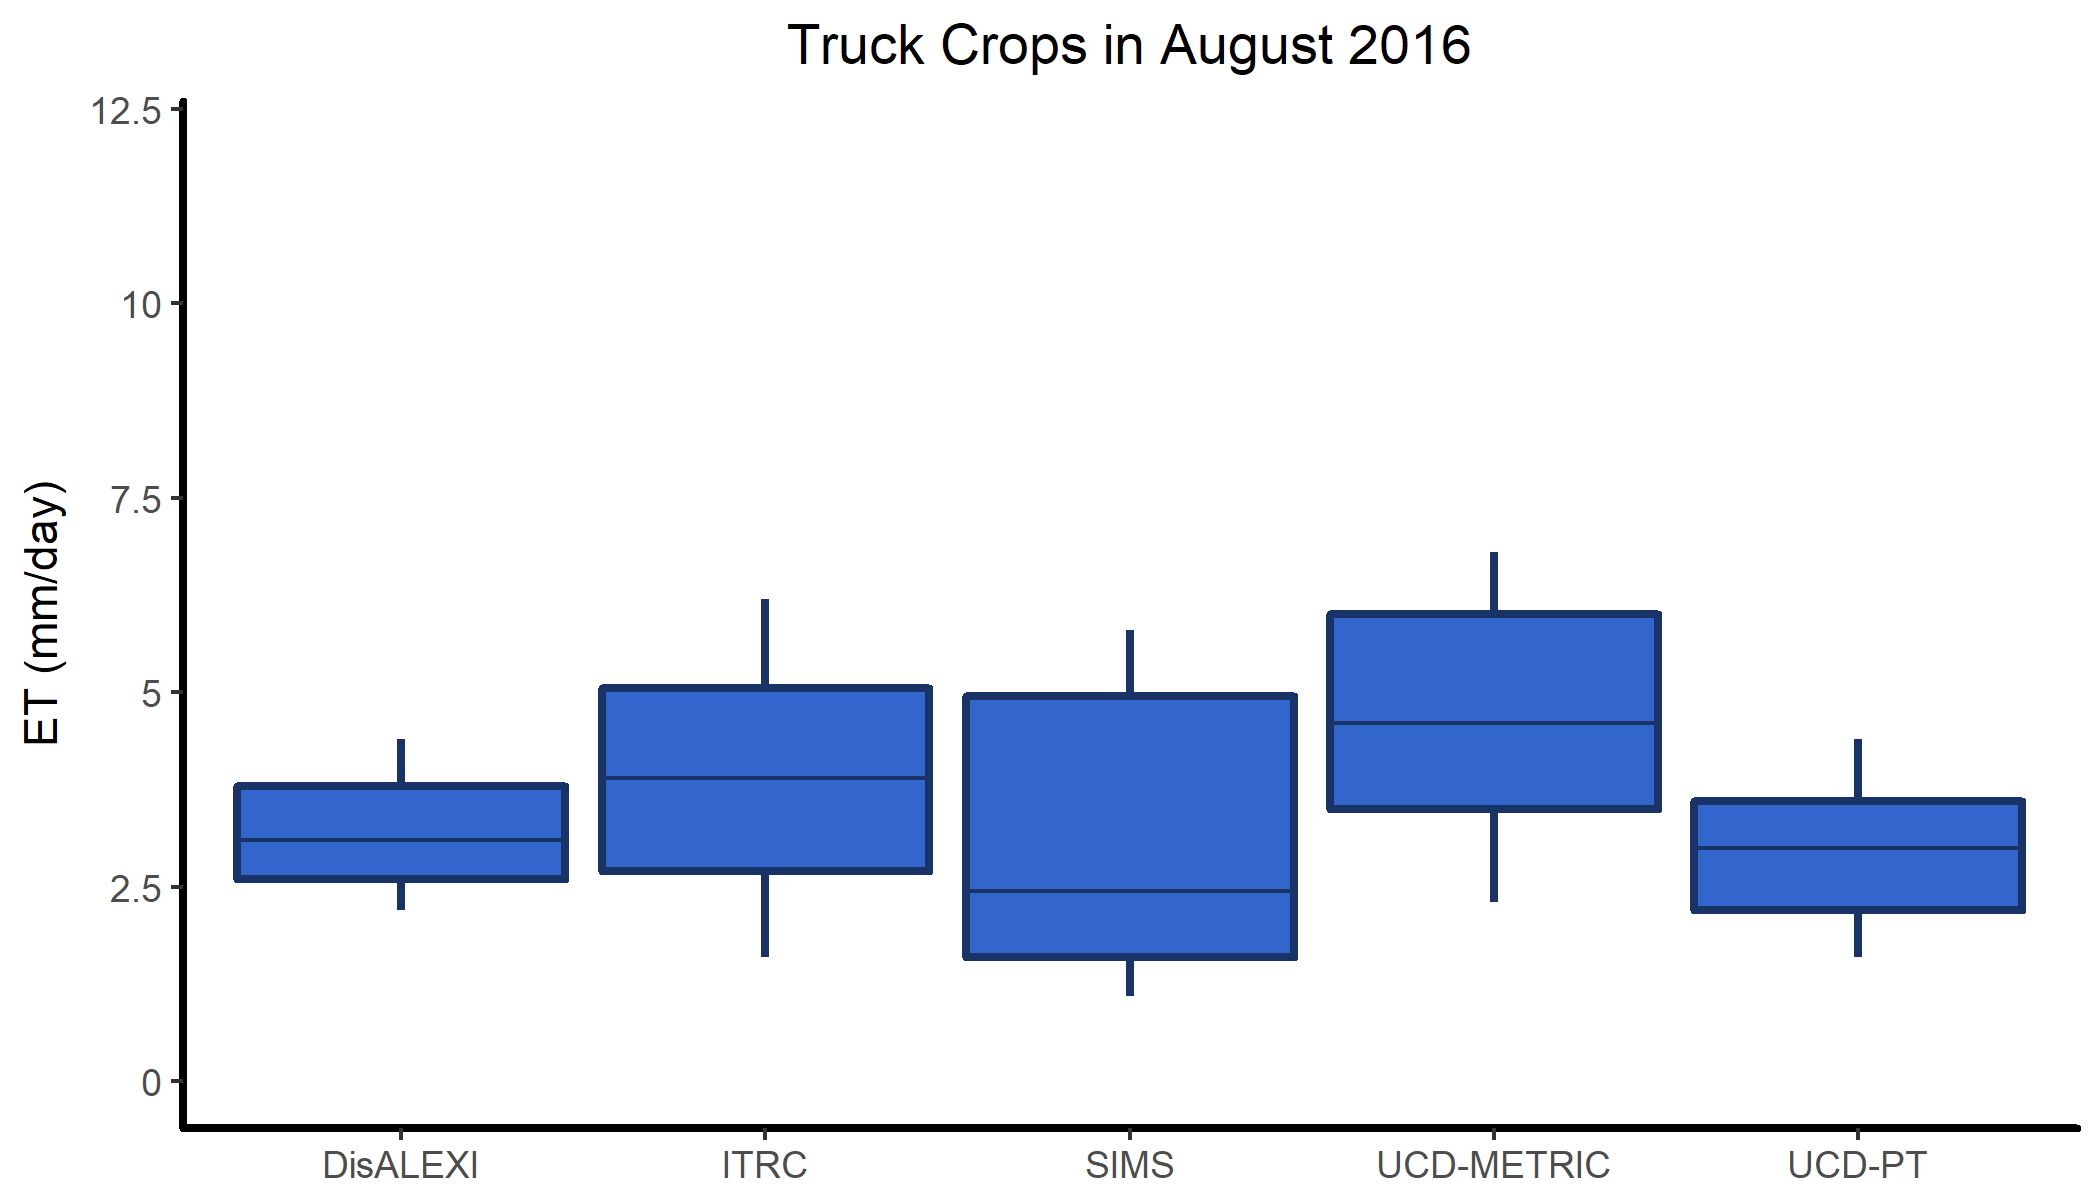 Truck Crops in August 2016
ET (mm/day)
12.5
10
7.5
5
2.5
0
DisALEXI
ITRC
SIMS
UCD-METRIC
UCD-PT